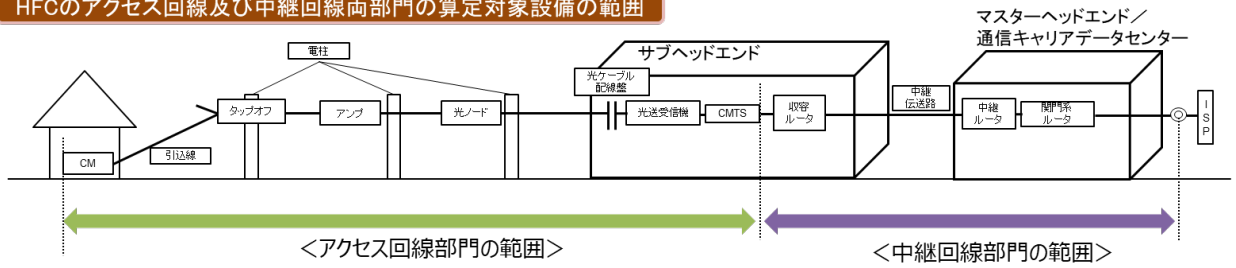 HFCのアクセス回線及び中継回線両部門の算定対象設備の範囲
マスターヘッドエンド／
通信キャリアデータセンター
サブヘッドエンド
電柱
光ケーブル
配線盤
タップオフ
アンプ
光ノード
光送受信機
CMTS
収容
ルータ
中継
伝送路
中継
ルータ
関門系
ルータ
ISP
引込線
CM
＜アクセス回線部門の範囲＞
＜中継回線部門の範囲＞